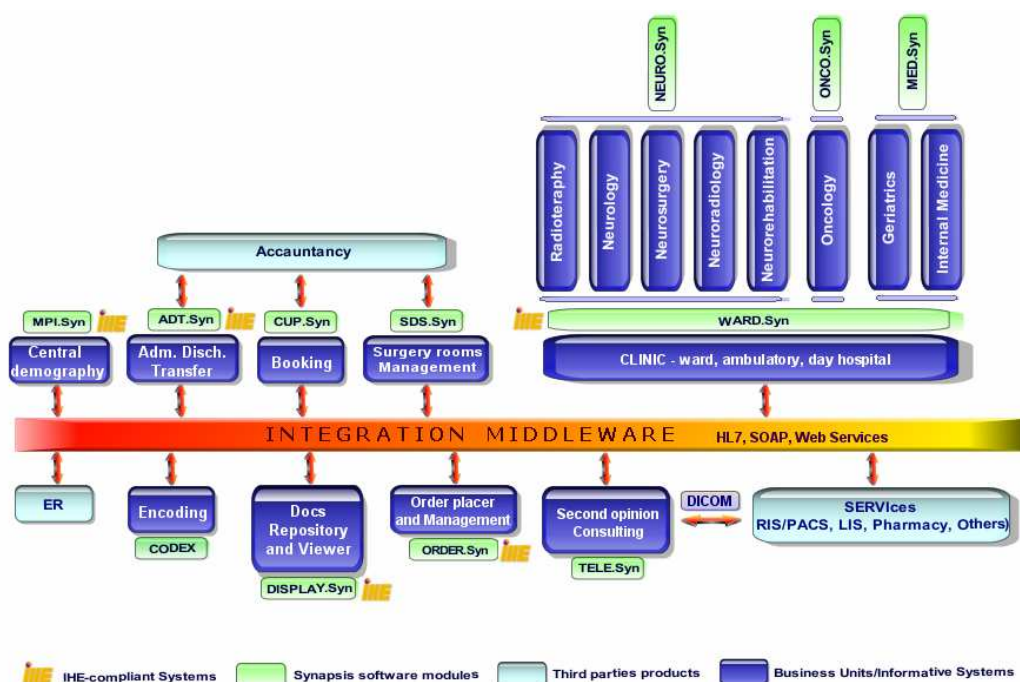 NEURO.Syn
ONCO.Syn
MED.Syn
Radioteraphy
Neurology
Neurosurgery
Neuroradiology
Neurorehabilitation
Oncology
Geriatrics
Internal Medicine
Accauntancy
MPI.Syn
IHE
ADT.Syn
IHE
CUP.Syn
SDS.Syn
IHE
WARD.Syn
Central
demography
Adm. Disch.
Transfer
Booking
Surgery rooms
Management
CLINIC - ward, ambulatory, day hospital
INTEGRATION MIDDLEWARE
HL7, SOAP, Web Services
ER
Encoding
CODEX
Docs
Repository
and Viewer
DISPLAY.Syn
IHE
Order placer
and Management
ORDER.Syn
IHE
Second opinion
Consulting
TELE.Syn
DICOM
SERVIces
RIS/PACS, LIS, Pharmacy, Others)
IHE
IHE-compliant Systems
Synapsis software modules
Third parties products
Business Units/Informative Systems